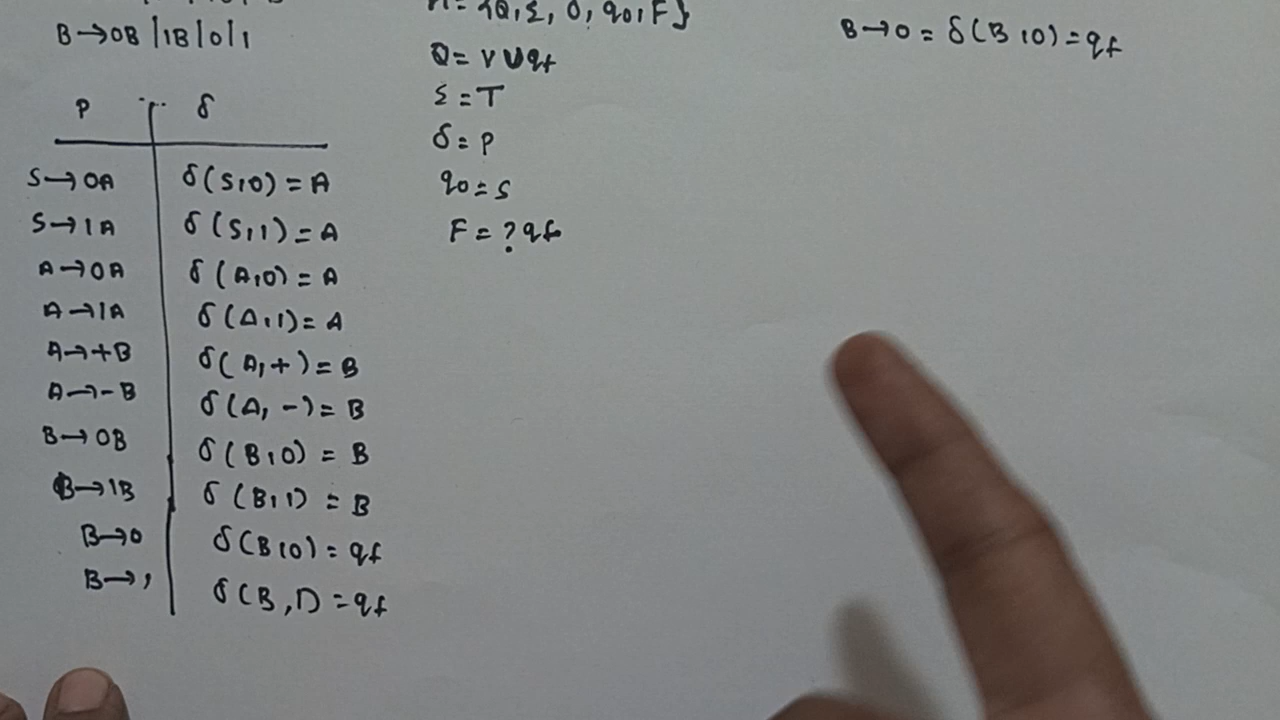 B→0B |1B|0|1
M = {Q, Σ, δ, q0, F}
Q = V ∪ qf
Σ = T
δ = P
q0 = S
F = ? qf
B→0 = δ(B,0) = qf
P δ
S→0A δ(S,0) = A
S→1A δ(S,1) = A
A→0A δ(A,0) = A
A→1A δ(A,1) = A
A→+B δ(A,+) = B
A→-B δ(A,-) = B
B→0B δ(B,0) = B
B→1B δ(B,1) = B
B→0 δ(B,0) = qf
B→1 δ(B,1) = qf